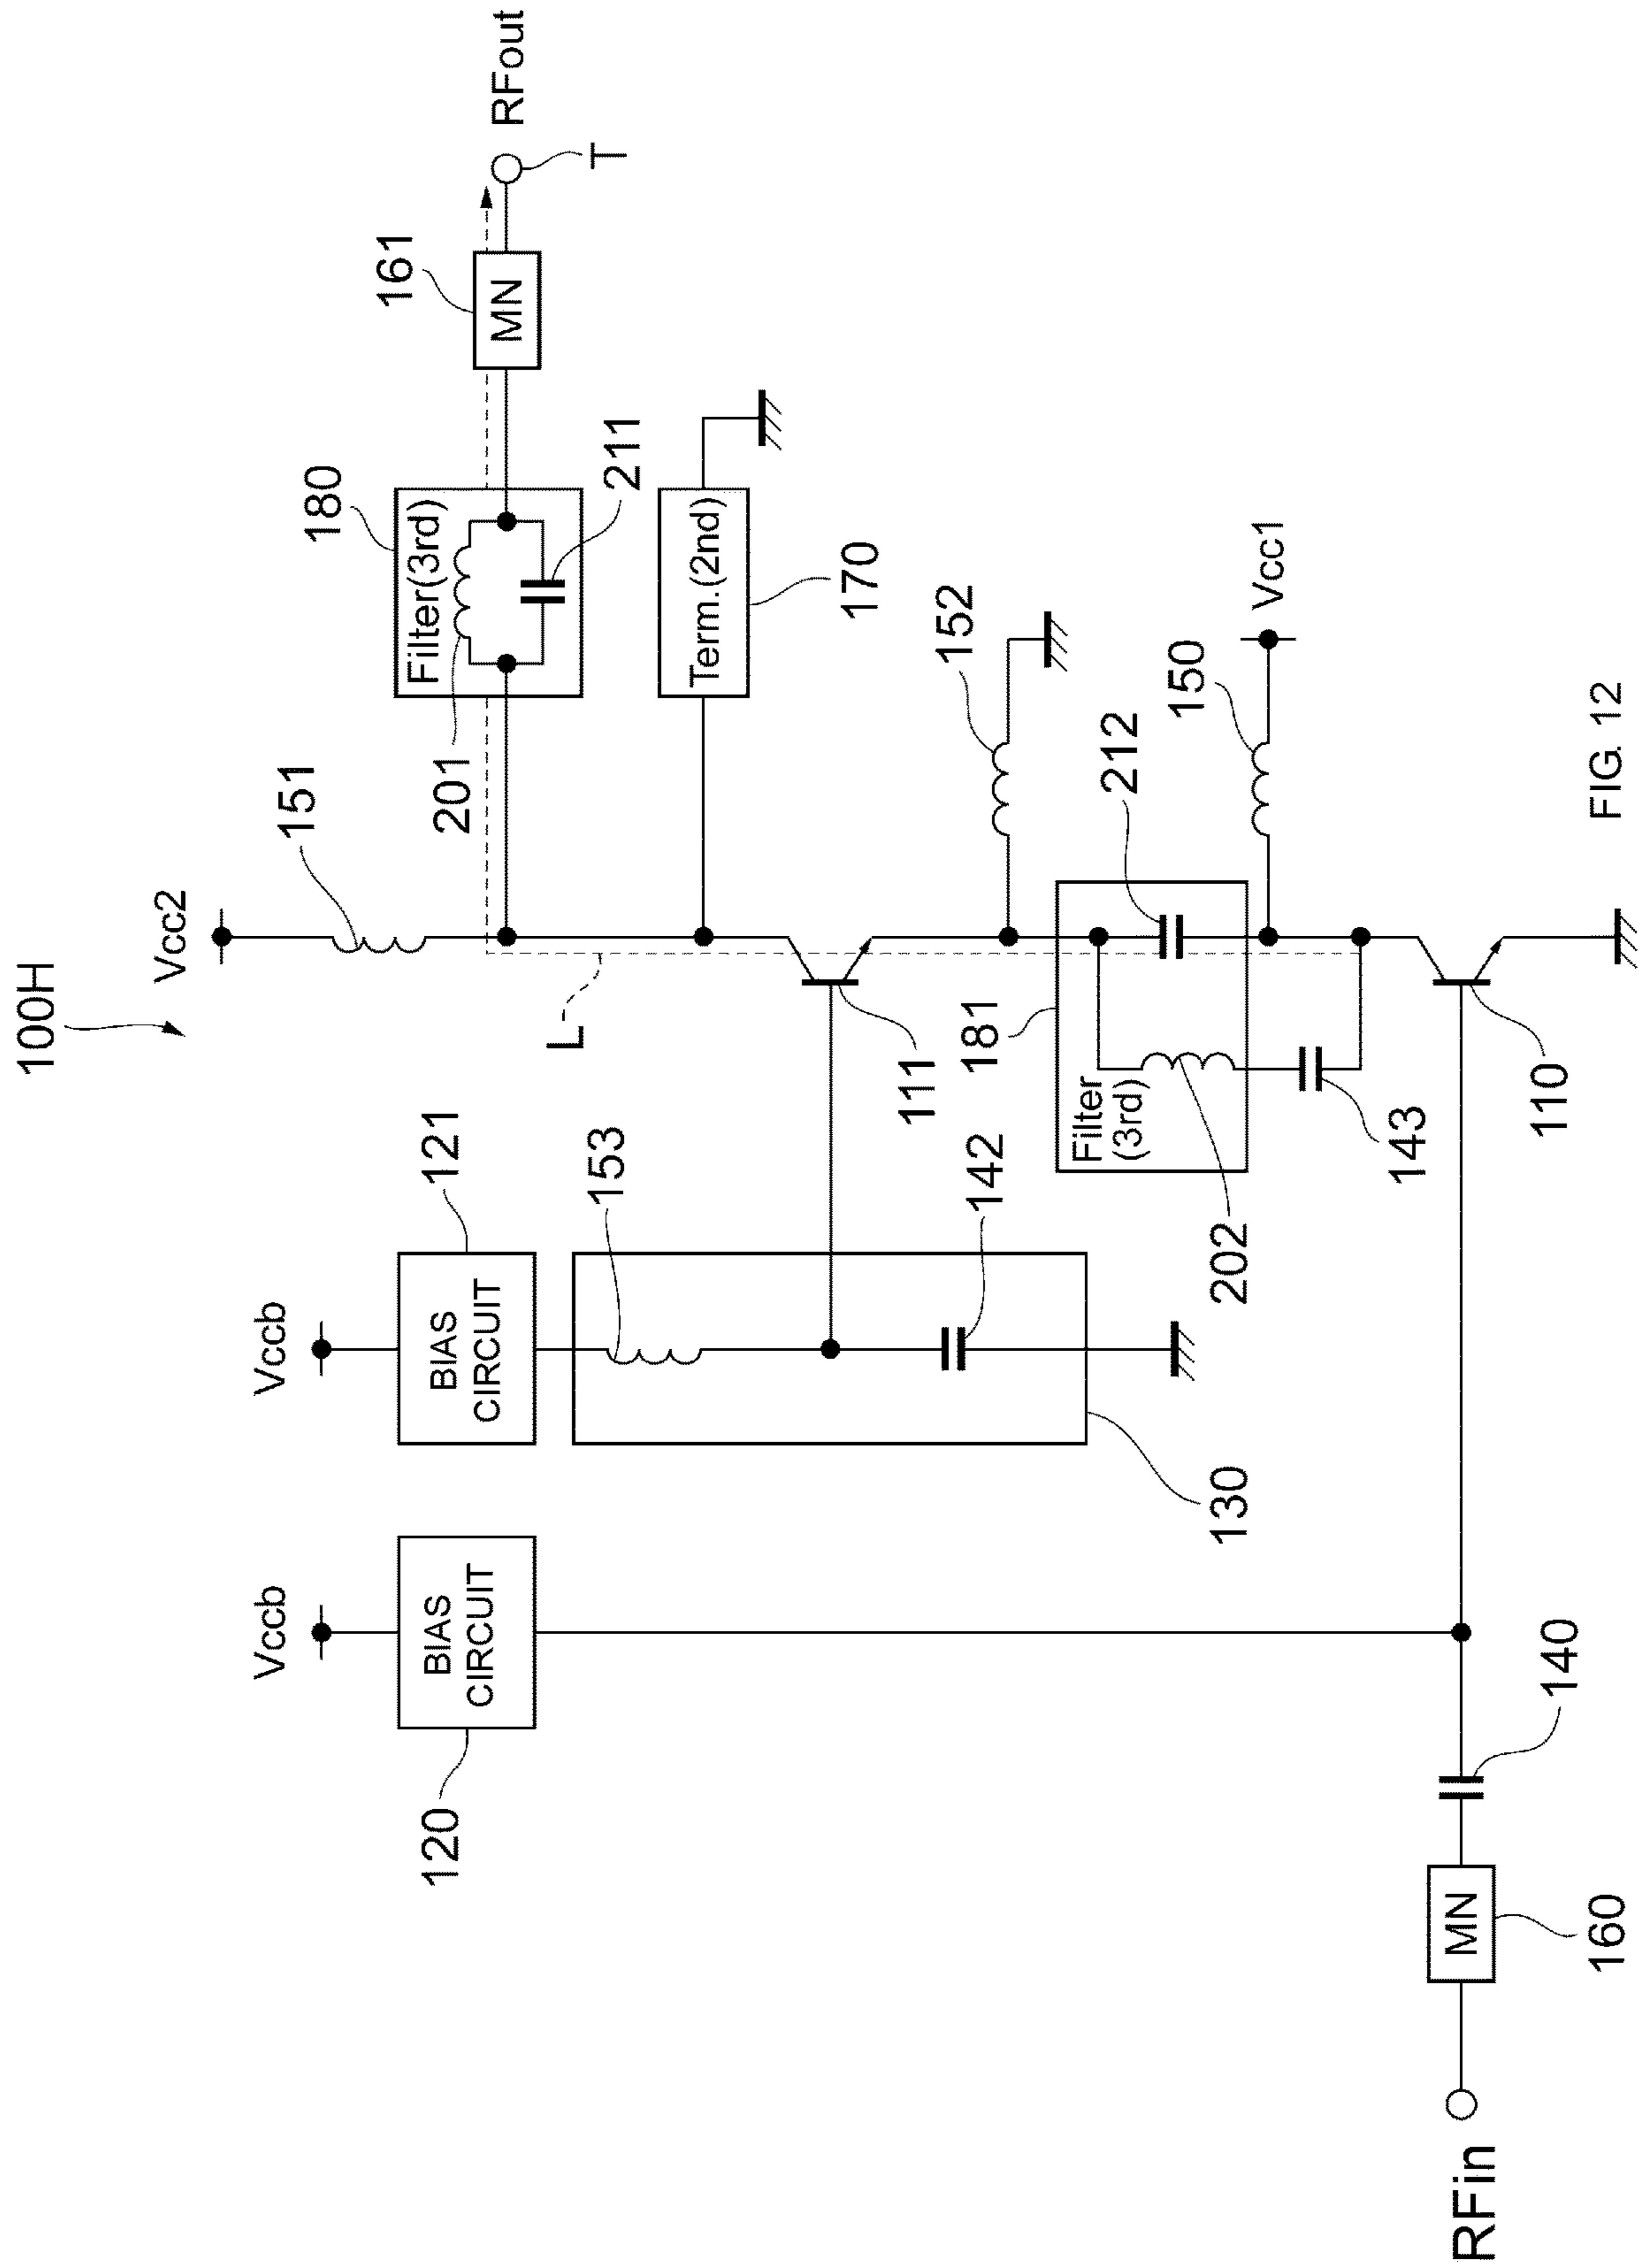 100H
Vcc2
151
201
180
Filter(3rd)
211
161
MN
RFout
T
L
Term.(2nd)
170
Vccb
120
BIAS
CIRCUIT
Vccb
121
BIAS
CIRCUIT
153
142
130
111
152
181
Filter
(3rd)
202
212
143
150
Vcc1
110
RFin
MN
160
140
FIG. 12